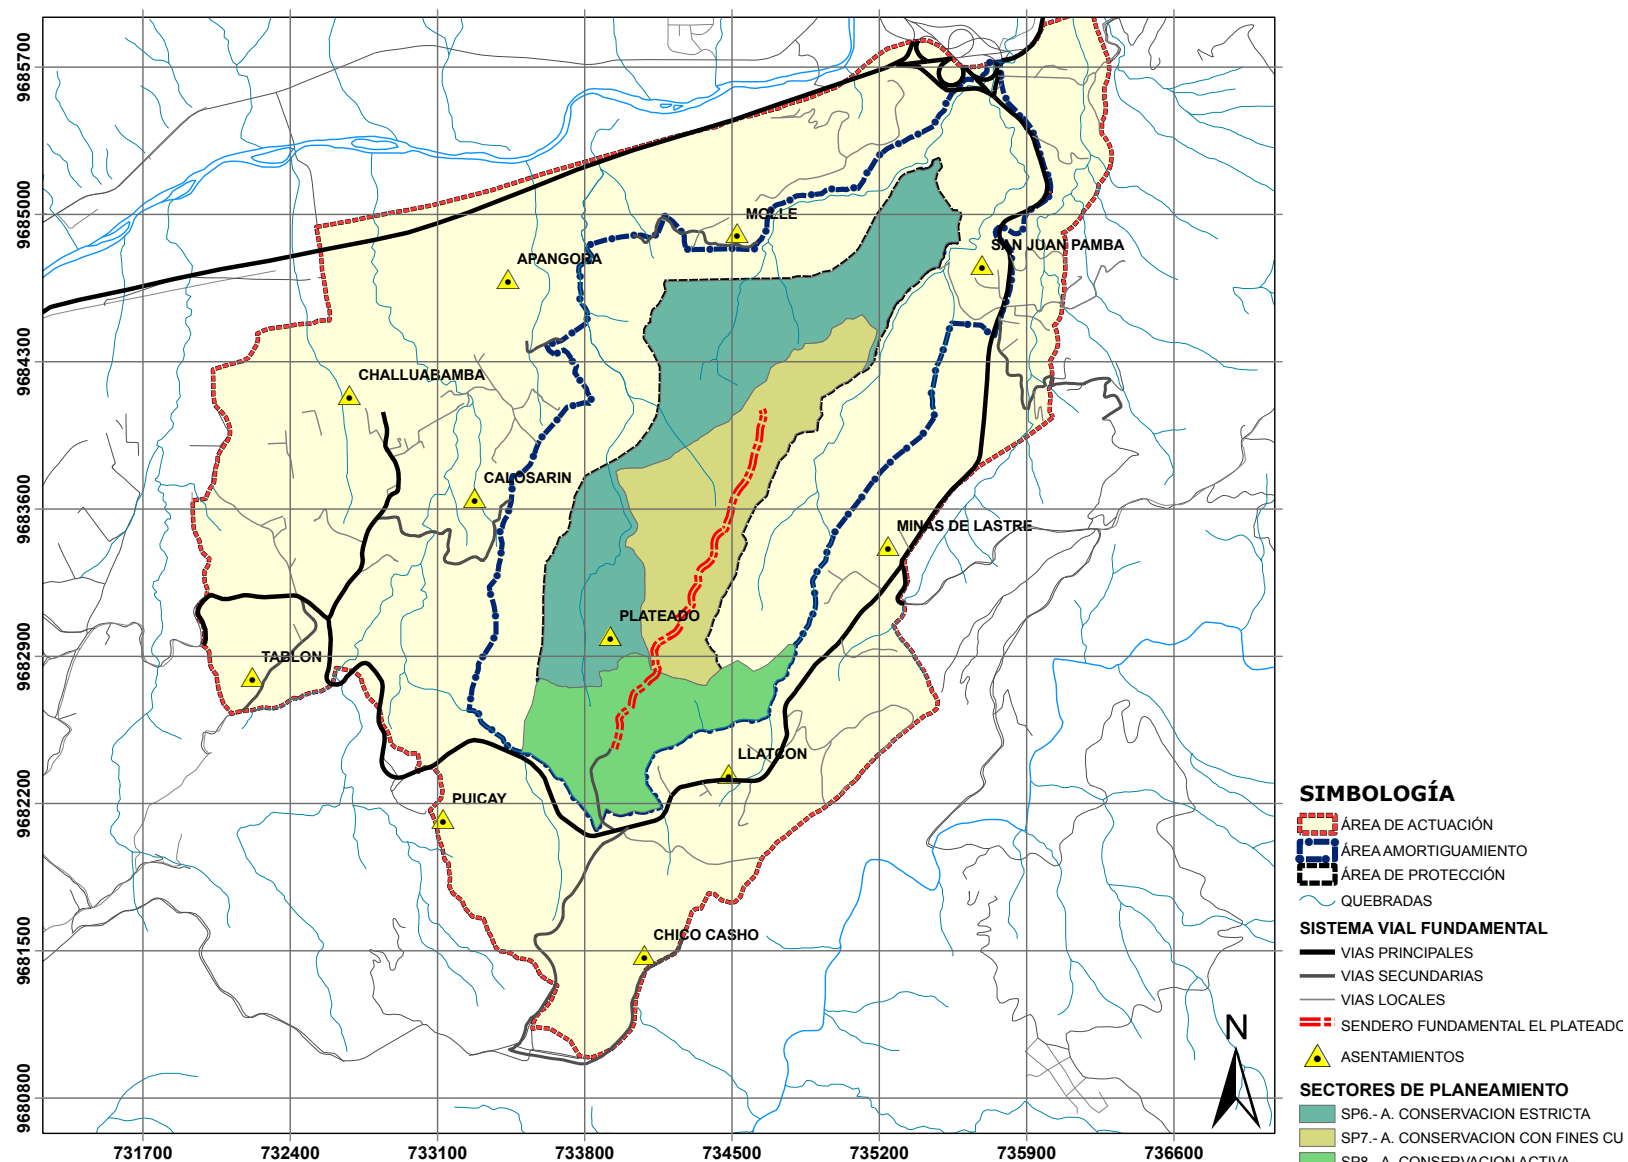 9685700
9685000
9684300
9683600
9682900
9682200
9681500
9680800
MOLLE
SAN JUAN PAMBA
APANGORA
CHALLUABAMBA
CALOSARIN
MINAS DE LASTRE
PLATEADO
TABLON
LLATCON
PUICAY
CHICO CASHO
N
731700 732400 733100 733800 734500 735200 735900 736600
SIMBOLOGÍA
ÁREA DE ACTUACIÓN
ÁREA AMORTIGUAMIENTO
ÁREA DE PROTECCIÓN
QUEBRADAS
SISTEMA VIAL FUNDAMENTAL
VIAS PRINCIPALES
VIAS SECUNDARIAS
VIAS LOCALES
SENDERO FUNDAMENTAL EL PLATEADO
ASENTAMIENTOS
SECTORES DE PLANEAMIENTO
SP6.- A. CONSERVACION ESTRICTA
SP7.- A. CONSERVACION CON FINES CU
SP8.- A. CONSERVACION ACTIVA